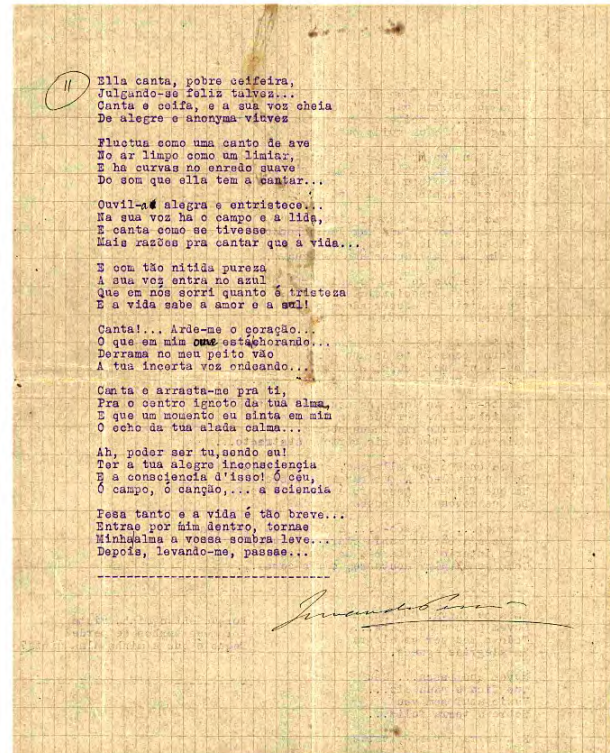 11
Ella canta, pobre ceifeira,
Julgando-se feliz talvez...
Canta e ceifa, e a sua voz cheia
De alegre e anonyma viuvez
Fluctua como uma canto de ave
No ar limpo como um limiar,
E ha curvas no enredo suave
Do som que ella tem a cantar...
Ouvil-a alegra e entristece...
Na sua voz ha o campo e a lida,
E canta como se tivesse
Mais razões pra cantar que a vida...
E com tão nitida pureza
A sua voz entra no azul
Que em nós sorri quanto é tristeza
E a vida sabe a amor e a sul!
Canta!... Arde-me o coração...
O que em mim ouve está chorando...
Derrama no meu peito vão
A tua incerta voz ondeando...
Canta e arrasta-me pra ti,
Pra o centro ignoto da tua alma,
E que um momento eu sinta em mim
O echo da tua alada calma...
Ah, poder ser tu,sendo eu!
Ter a tua alegre inconsciencia
E a consciencia d'isso! Ó céu,
Ó campo, ó canção,... a sciencia
Pesa tanto e a vida é tão breve...
Entrae por mim dentro, tornae
Minha alma a vossa sombra leve...
Depois, levando-me, passae...
Fernando Pessoa